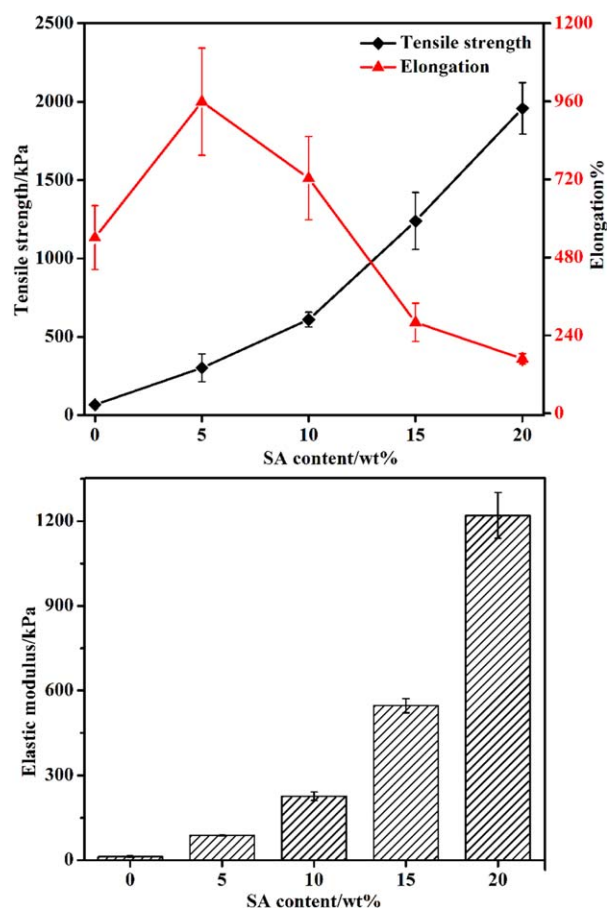 Tensile strength
Elongation
Tensile strength/kPa
2500
2000
1500
1000
500
0
1200
960
720
480
240
0
Elongation%
0 5 10 15 20
SA content/wt%
Elastic modulus/kPa
1200
900
600
300
0
0 5 10 15 20
SA content/wt%